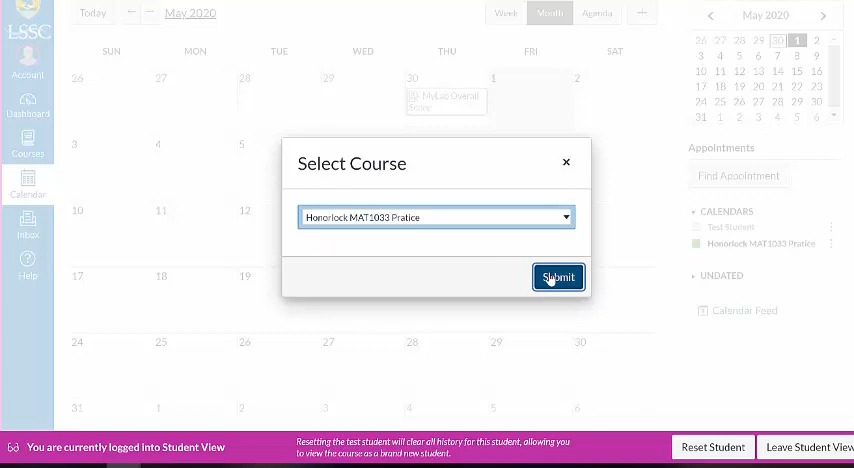 LSSC
Account
Dashboard
Courses
Calendar
Inbox
Help
Today
May 2020
Week
Month
Agenda
SUN MON TUE WED THU FRI SAT
26 27 28 29 30 1 2
NyLab Overall
3 4 5
10 11 12
17 18 19
24 25 26 27 28 29 30
31 1 2 3 4 5 6
Select Course
×
Honorlock MAT1033 Pratice
Submit
May 2020
26 27 28 29 30 1 2
3 4 5 6 7 8 9
10 11 12 13 14 15 16
17 18 19 20 21 22 23
24 25 26 27 28 29 30
31 1 2 3 4 5 6
Appointments
Find Appointment
CALENDARS
Test Student
Honorlock MAT1033 Pratice
UNDATED
Calendar Feed
You are currently logged into Student View
Resetting the test student will clear all history for this student, allowing you
to view the course as a brand new student.
Reset Student
Leave Student View